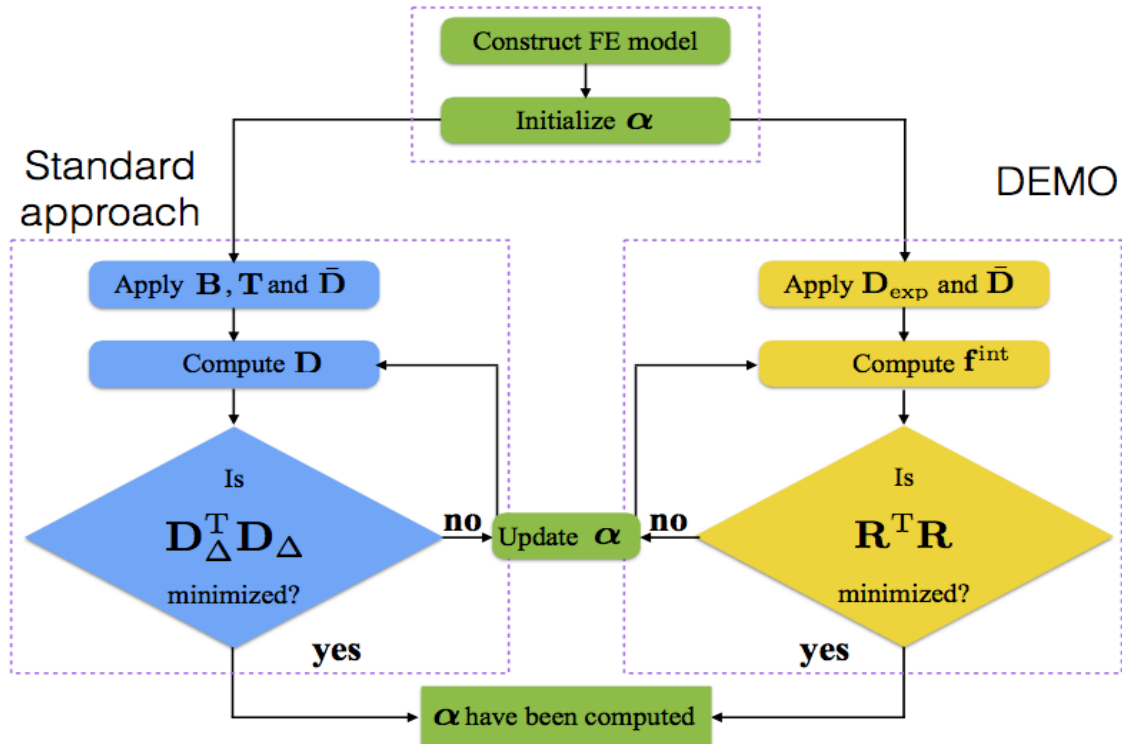 Construct FE model
Initialize α
Standard
approach
DEMO
Apply B, T and D̄
Compute D
Is
D_Δ^T D_Δ
minimized?
no
yes
Update α
Apply D_exp and D̄
Compute f^int
Is
R^T R
minimized?
no
yes
α have been computed